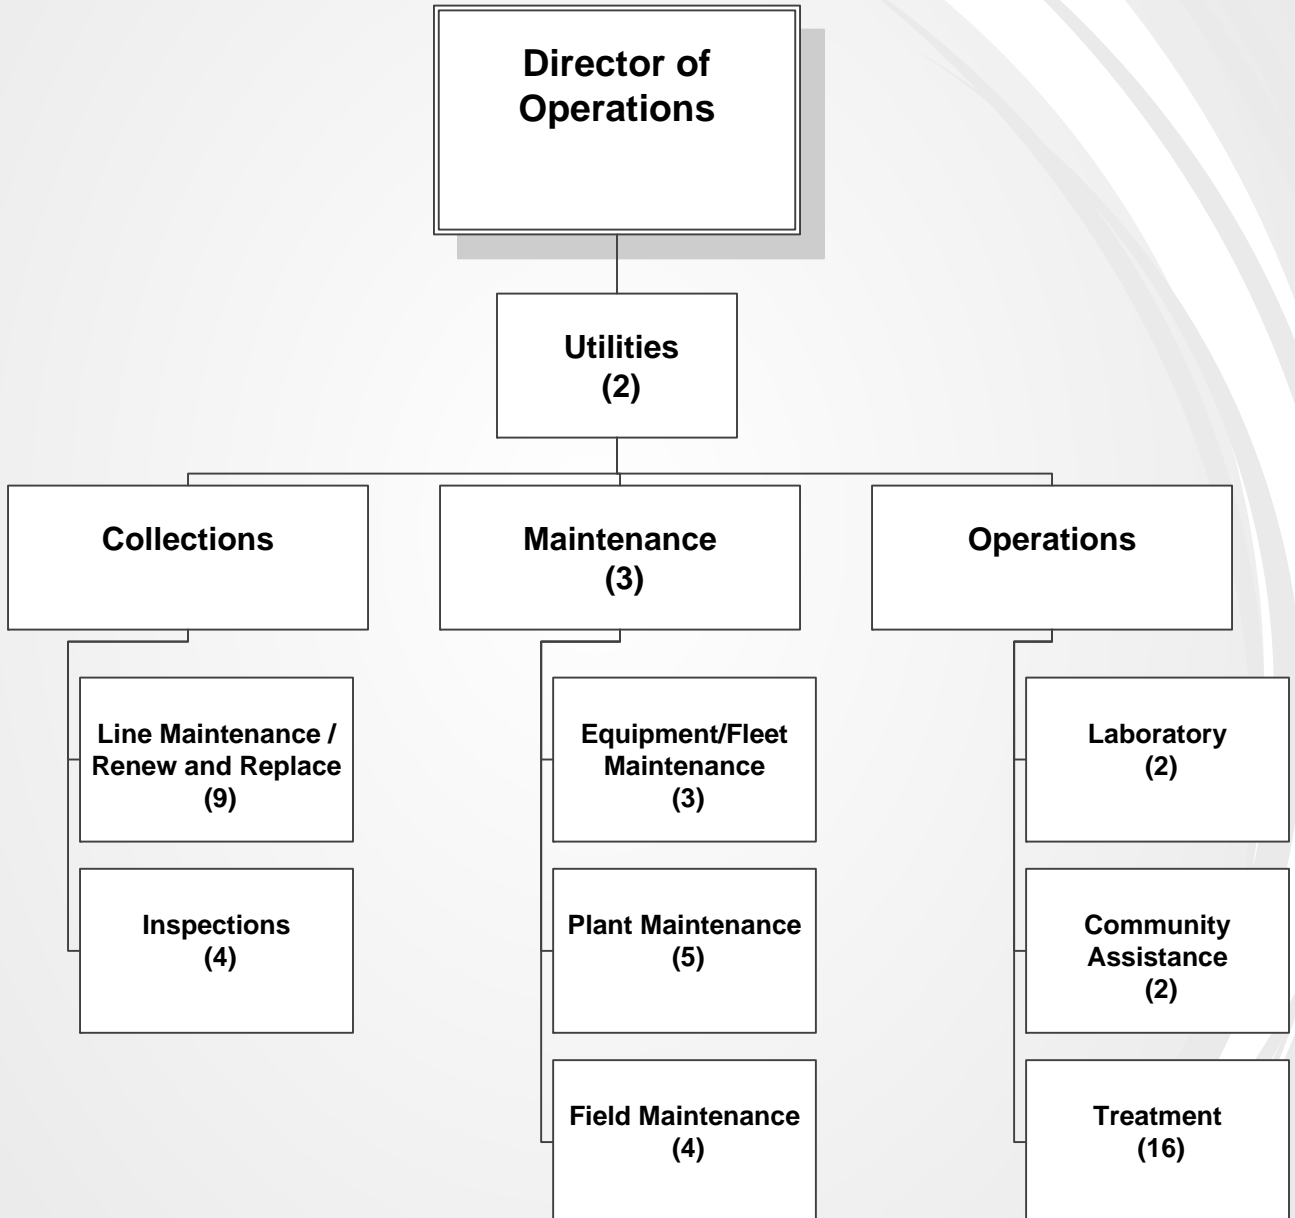 Director of
Operations
Utilities
(2)
Collections
Maintenance
(3)
Operations
Line Maintenance /
Renew and Replace
(9)
Inspections
(4)
Equipment/Fleet
Maintenance
(3)
Plant Maintenance
(5)
Field Maintenance
(4)
Laboratory
(2)
Community
Assistance
(2)
Treatment
(16)